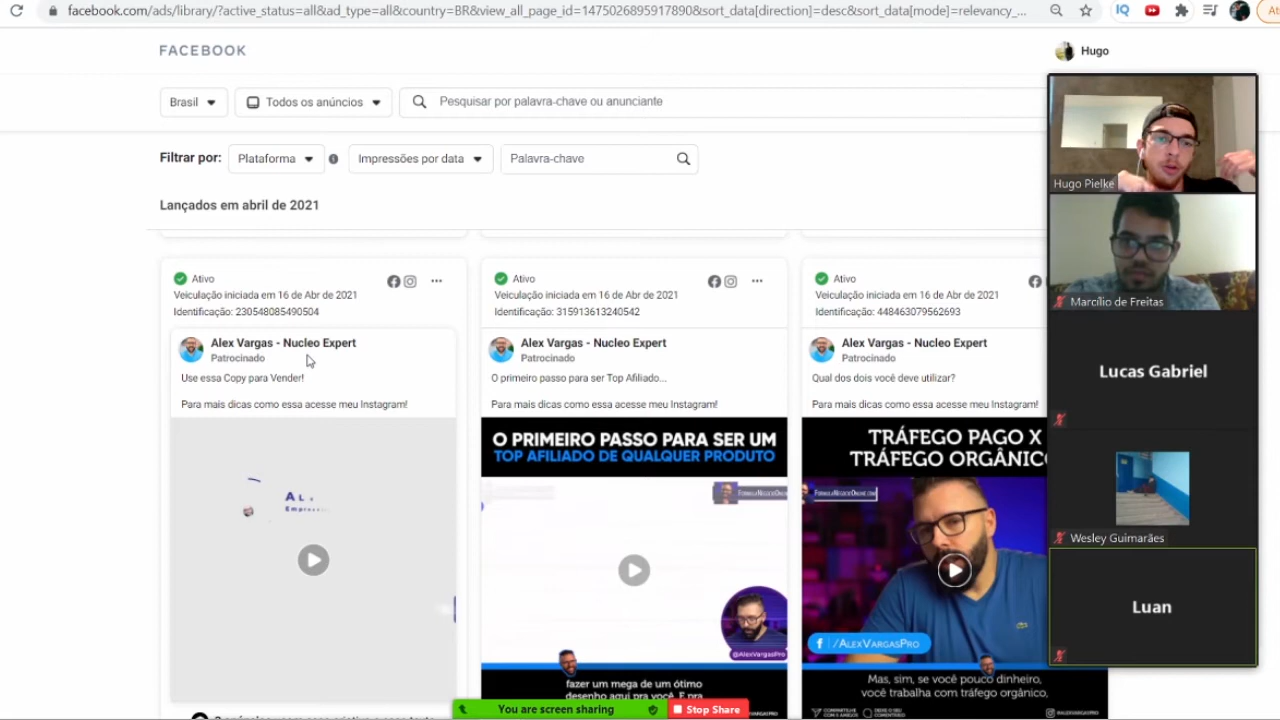 facebook.com/ads/library/?active_status=all&ad_type=all&country=BR&view_all_page_id=1475026895917890&sort_data[direction]=desc&sort_data[mode]=relevancy_...
FACEBOOK
Hugo
Brasil
Todos os anúncios
Pesquisar por palavra-chave ou anunciante
Filtrar por:
Plataforma
Impressões por data
Palavra-chave
Lançados em abril de 2021
Ativo
Veiculação iniciada em 16 de Abr de 2021
Identificação: 230548085490504
Alex Vargas - Nucleo Expert
Patrocinado
Use essa Copy para Vender!
Para mais dicas como essa acesse meu Instagram!
Ativo
Veiculação iniciada em 16 de Abr de 2021
Identificação: 315913613240542
Alex Vargas - Nucleo Expert
Patrocinado
O primeiro passo para ser Top Afiliado...
Para mais dicas como essa acesse meu Instagram!
O PRIMEIRO PASSO PARA SER UM
TOP AFILIADO DE QUALQUER PRODUTO
@AlexVargasPro
fazer um mega de um ótimo
desenho aqui pra você. E pra
Ativo
Veiculação iniciada em 16 de Abr de 2021
Identificação: 448463079562693
Alex Vargas - Nucleo Expert
Patrocinado
Qual dos dois você deve utilizar?
Para mais dicas como essa acesse meu Instagram!
TRÁFEGO PAGO X
TRÁFEGO ORGÂNICO
FormulaNegocioOnline.com
f /AlexVargasPro
Mas, sim, se você pouco dinheiro,
você trabalha com tráfego orgânico,
@ALEXVARGASPRO
Hugo Pielke
Marcílio de Freitas
Lucas Gabriel
Wesley Guimarães
Luan
You are screen sharing
Stop Share